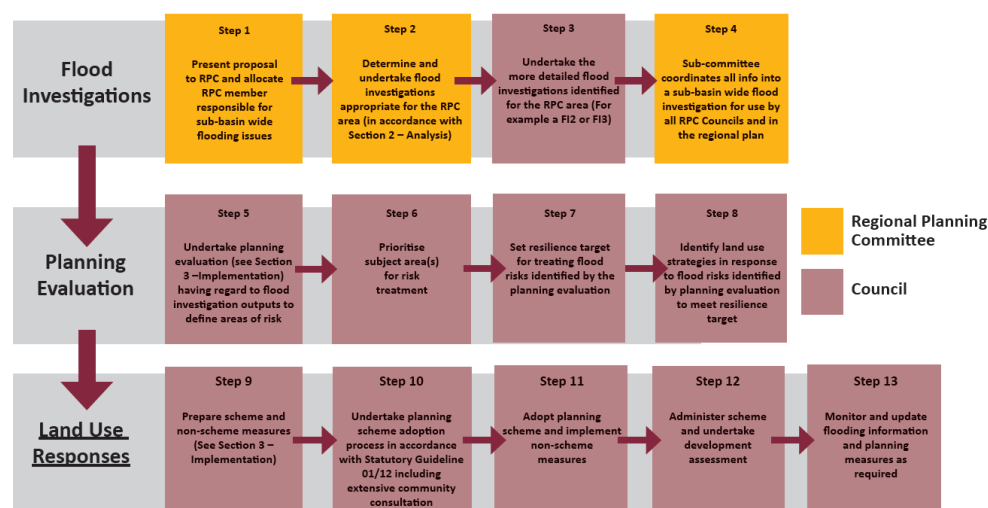 Flood
Investigations
Step 1
Present proposal
to RPC and allocate
RPC member
responsible for
sub-basin wide
flooding issues
Step 2
Determine and
undertake flood
investigations
appropriate for the RPC
area (in accordance with
Section 2 – Analysis)
Step 3
Undertake the
more detailed flood
investigations identified
for the RPC area (For
example a FI2 or FI3)
Step 4
Sub-committee
coordinates all info into
a sub-basin wide flood
investigation for use by
all RPC Councils and in
the regional plan
Planning
Evaluation
Step 5
Undertake planning
evaluation (see Section
3 –Implementation)
having regard to flood
investigation outputs to
define areas of risk
Step 6
Prioritise
subject area(s)
for risk
treatment
Step 7
Set resilience target
for treating flood
risks identified by the
planning evaluation
Step 8
Identify land use
strategies in response
to flood risks identified
by planning evaluation
to meet resilience
target
Regional Planning
Committee
Council
Land Use
Responses
Step 9
Prepare scheme and
non-scheme measures
(See Section 3 –
Implementation)
Step 10
Undertake planning
scheme adoption
process in accordance
with Statutory Guideline
01/12 including
extensive community
consultation
Step 11
Adopt planning
scheme and implement
non-scheme
measures
Step 12
Administer scheme
and undertake
development
assessment
Step 13
Monitor and update
flooding information
and planning
measures as
required